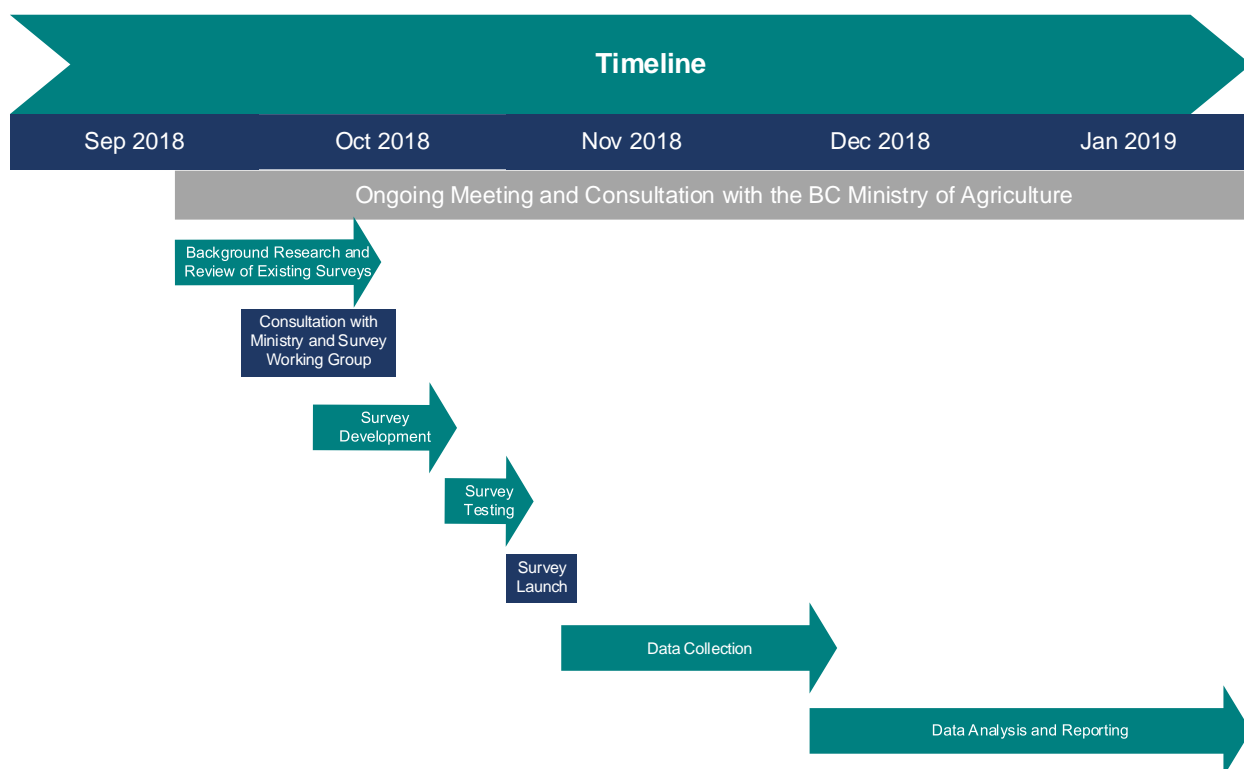 Timeline
Sep 2018
Oct 2018
Nov 2018
Dec 2018
Jan 2019
Ongoing Meeting and Consultation with the BC Ministry of Agriculture
Background Research and
Review of Existing Surveys
Consultation with
Ministry and Survey
Working Group
Survey
Development
Survey
Testing
Survey
Launch
Data Collection
Data Analysis and Reporting